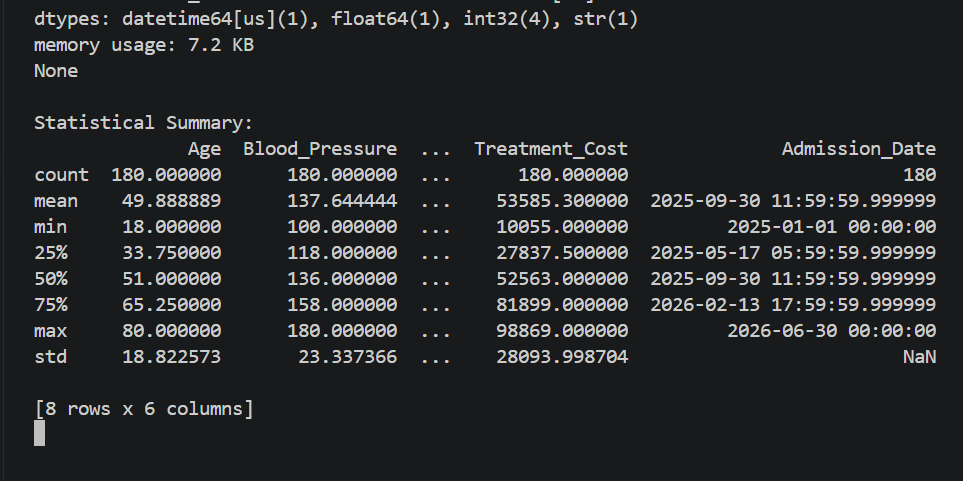 dtypes: datetime64[us](1), float64(1), int32(4), str(1)
memory usage: 7.2 KB
None
Statistical Summary:
Age Blood_Pressure ... Treatment_Cost Admission_Date
count 180.000000 180.000000 ... 180.000000 180
mean 49.888889 137.644444 ... 53585.300000 2025-09-30 11:59:59.999999
min 18.000000 100.000000 ... 10055.000000 2025-01-01 00:00:00
25% 33.750000 118.000000 ... 27837.500000 2025-05-17 05:59:59.999999
50% 51.000000 136.000000 ... 52563.000000 2025-09-30 11:59:59.999999
75% 65.250000 158.000000 ... 81899.000000 2026-02-13 17:59:59.999999
max 80.000000 180.000000 ... 98869.000000 2026-06-30 00:00:00
std 18.822573 23.337366 ... 28093.998704 NaN
[8 rows x 6 columns]